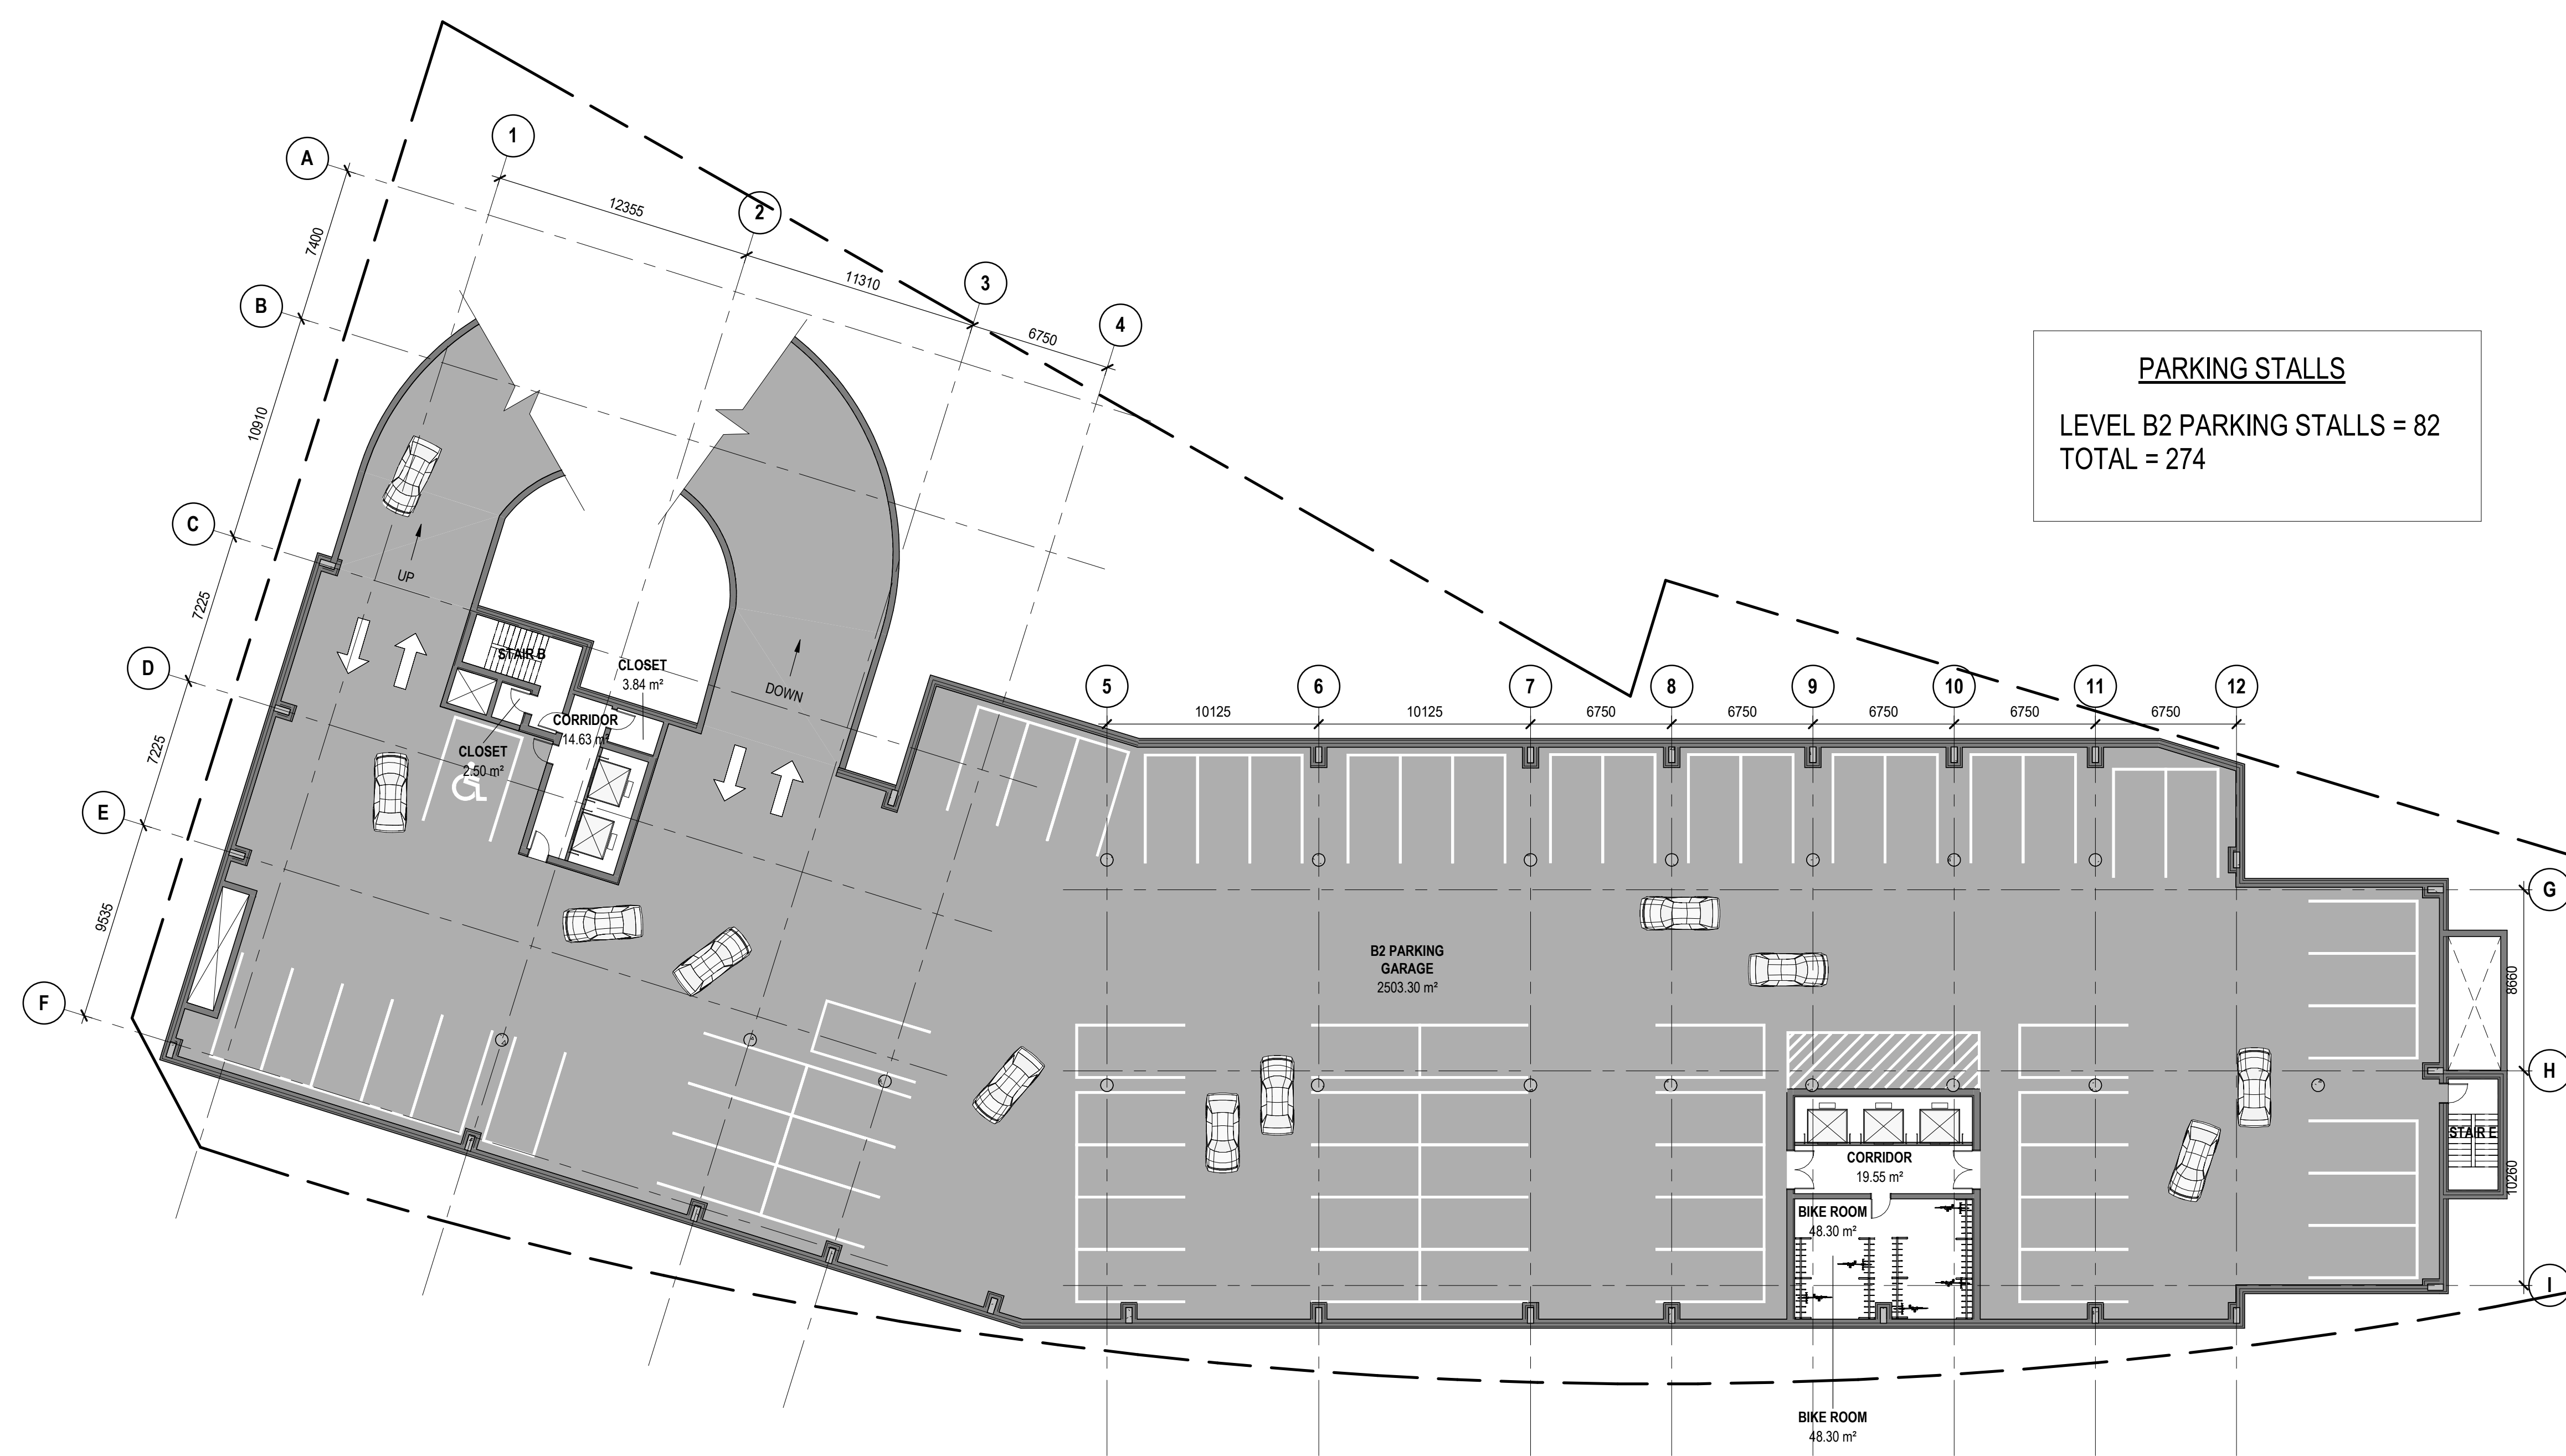 1
A
2
12355
7400
3
11310
B
4
6750
PARKING STALLS
LEVEL B2 PARKING STALLS = 82
TOTAL = 274
10910
C
UP
7225
STAIR B
CLOSET
3.84 m²
D
DOWN
5
6
7
8
9
10
11
12
10125
10125
6750
6750
6750
6750
6750
CORRIDOR
14.63 m²
7225
CLOSET
2.50 m²
E
9535
G
B2 PARKING
GARAGE
2503.30 m²
8660
F
H
STAIR E
CORRIDOR
19.55 m²
10260
BIKE ROOM
48.30 m²
I
BIKE ROOM
48.30 m²